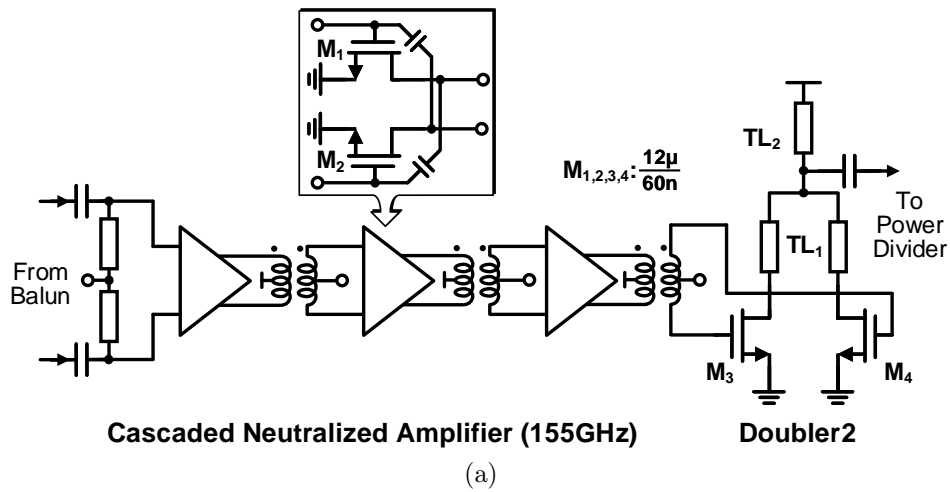 M1
M2
M1,2,3,4: 12μ
60n
TL2
To
Power
Divider
TL1
From
Balun
M3
M4
Cascaded Neutralized Amplifier (155GHz)
Doubler2
(a)